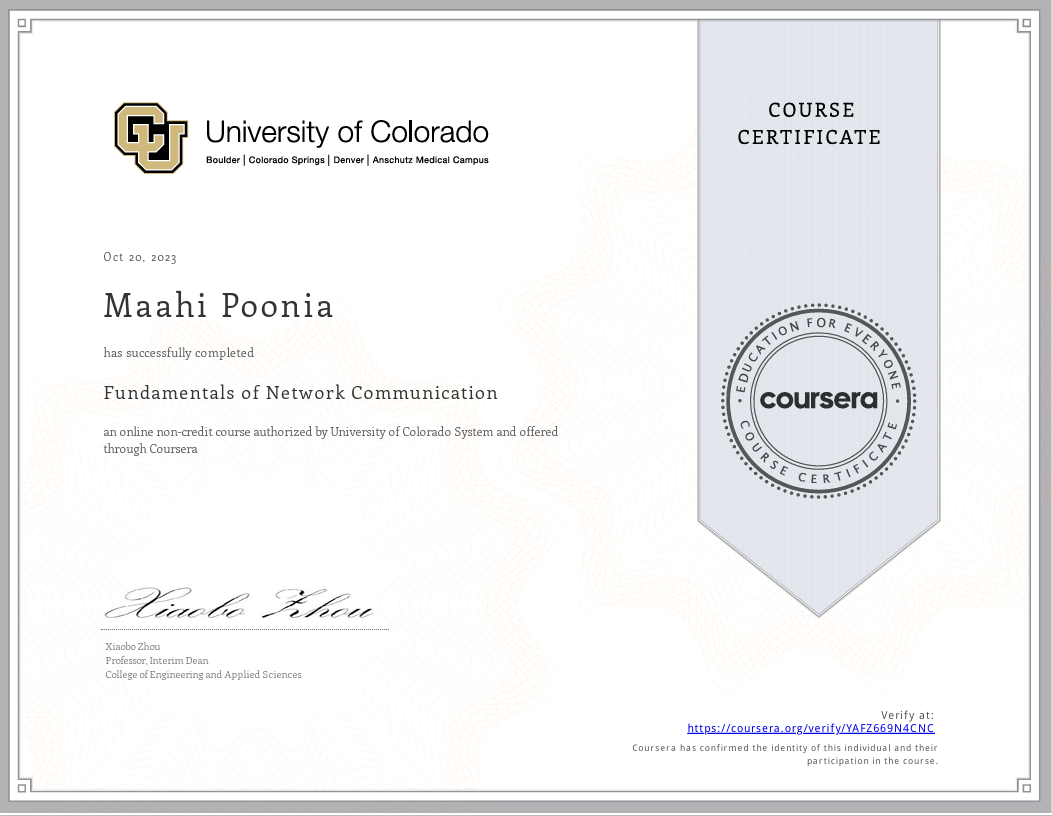 University of Colorado
Boulder | Colorado Springs | Denver | Anschutz Medical Campus
COURSE
CERTIFICATE
Oct 20, 2023
Maahi Poonia
has successfully completed
Fundamentals of Network Communication
an online non-credit course authorized by University of Colorado System and offered
through Coursera
EDUCATION FOR EVERYONE
coursera
COURSE CERTIFICATE
Xiaobo Zhou
Xiaobo Zhou
Professor, Interim Dean
College of Engineering and Applied Sciences
Verify at:
https://coursera.org/verify/YAFZ669N4CNC
Coursera has confirmed the identity of this individual and their
participation in the course.